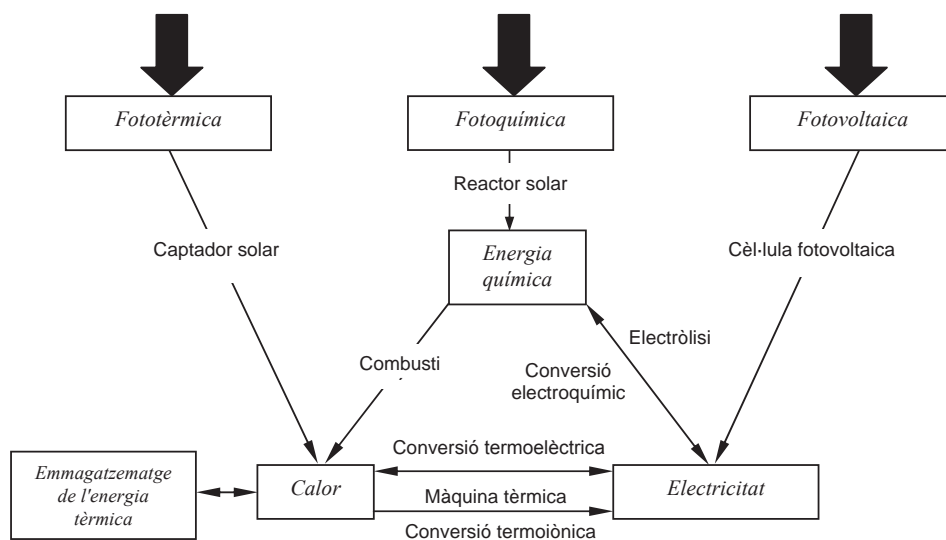 Fototèrmica
Fotoquímica
Fotovoltaica
Reactor solar
Captador solar
Energia
química
Cèl·lula fotovoltaica
Electròlisi
Combusti
Conversió
electroquímic
Conversió termoelèctrica
Emmagatzematge
de l'energia
tèrmica
Calor
Màquina tèrmica
Electricitat
Conversió termoiònica